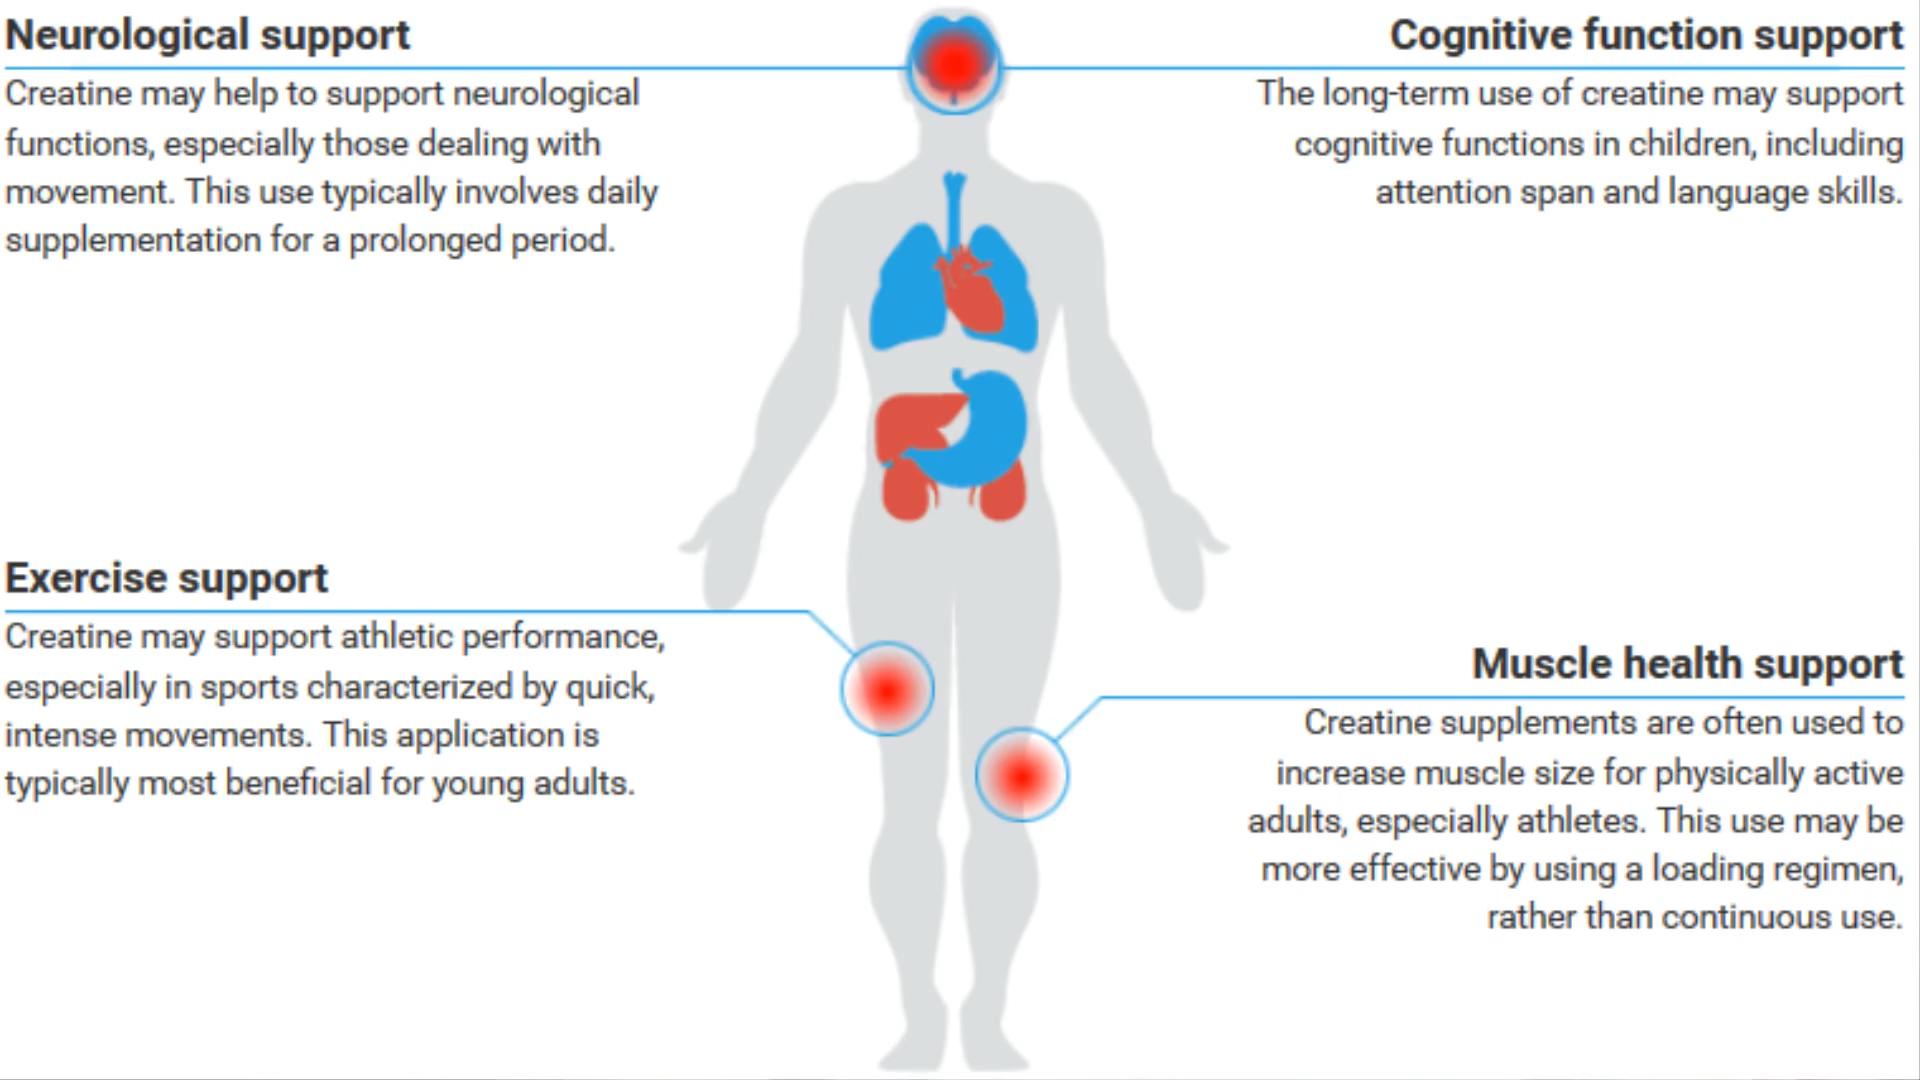 Neurological support
Creatine may help to support neurological
functions, especially those dealing with
movement. This use typically involves daily
supplementation for a prolonged period.
Cognitive function support
The long-term use of creatine may support
cognitive functions in children, including
attention span and language skills.
Exercise support
Creatine may support athletic performance,
especially in sports characterized by quick,
intense movements. This application is
typically most beneficial for young adults.
Muscle health support
Creatine supplements are often used to
increase muscle size for physically active
adults, especially athletes. This use may be
more effective by using a loading regimen,
rather than continuous use.